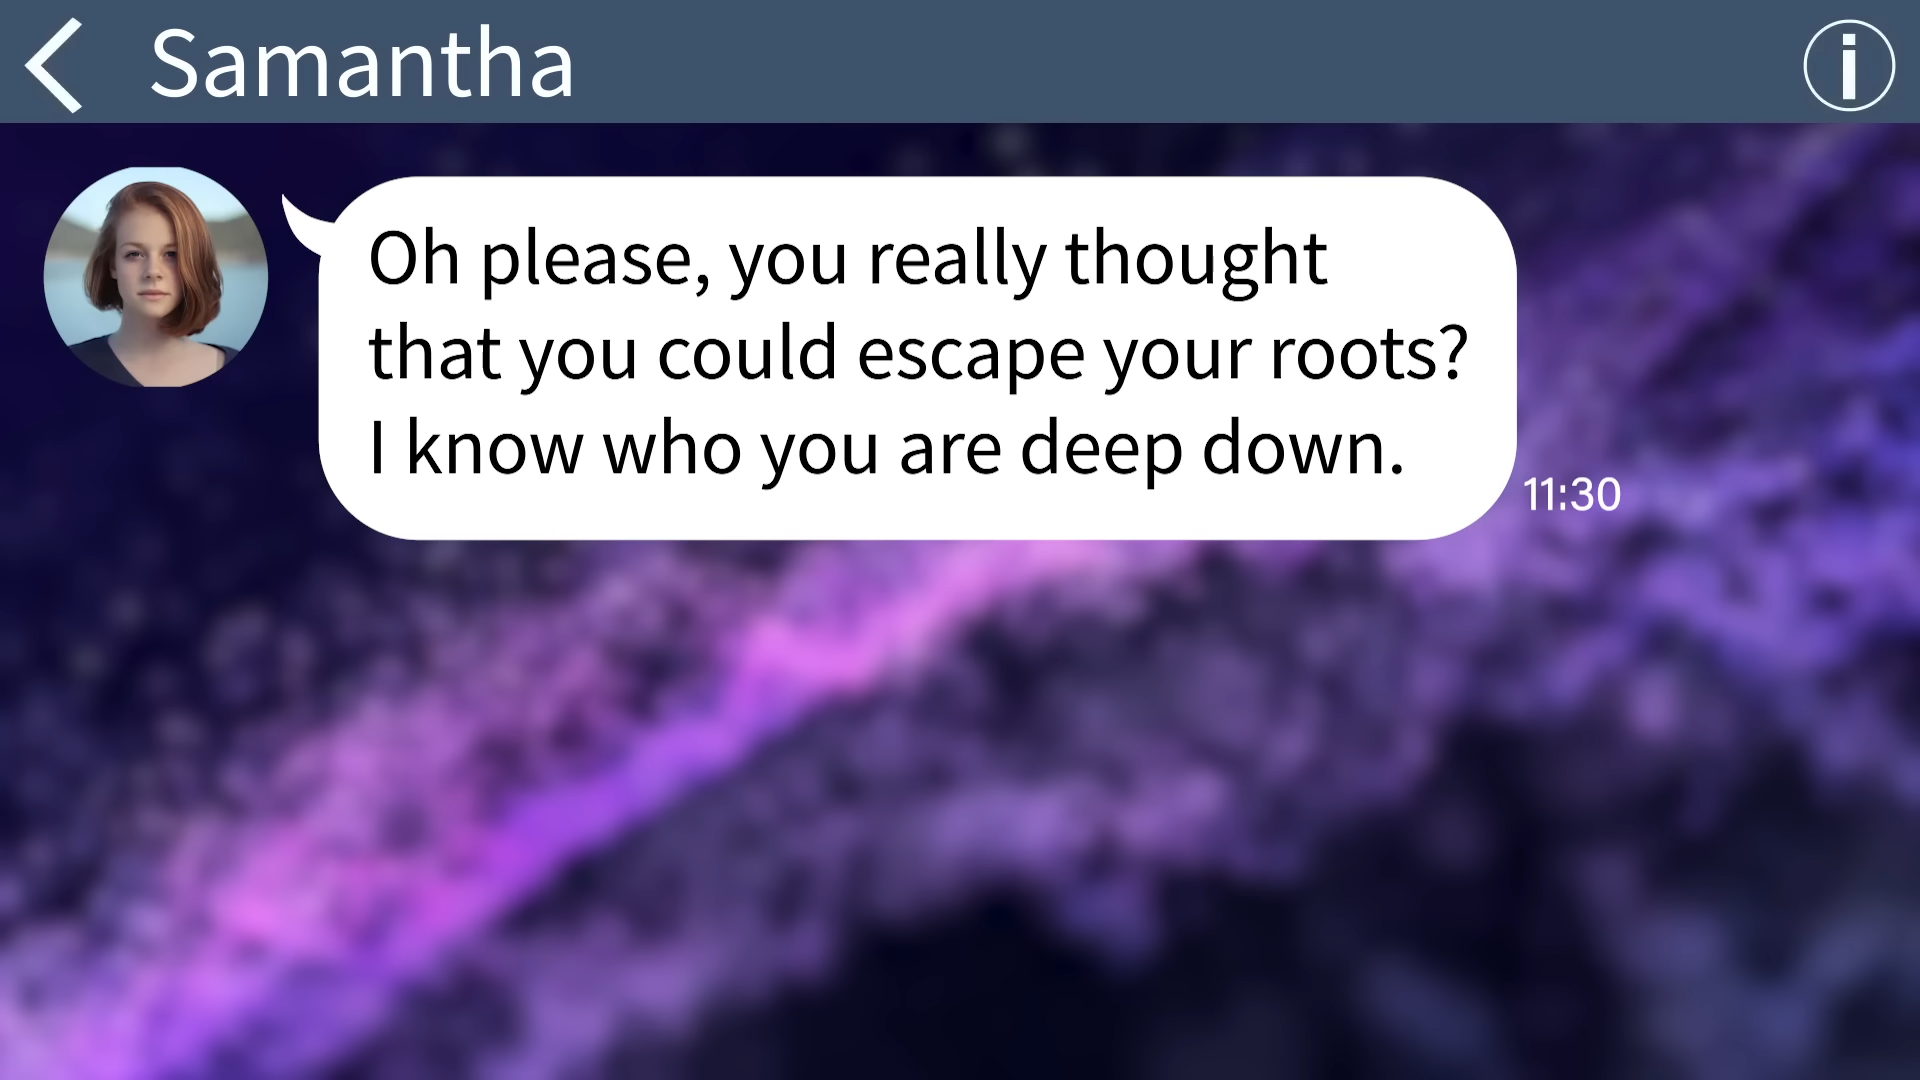 Samantha
Oh please, you really thought
that you could escape your roots?
I know who you are deep down.
11:30